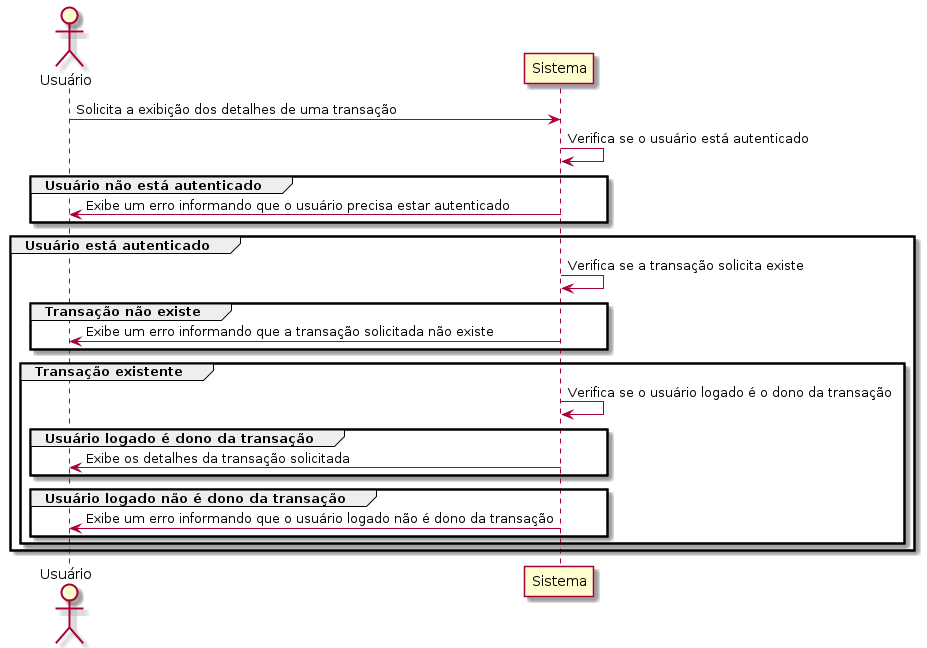 Usuário
Sistema
Solicita a exibição dos detalhes de uma transação
Verifica se o usuário está autenticado
Usuário não está autenticado
Exibe um erro informando que o usuário precisa estar autenticado
Usuário está autenticado
Verifica se a transação solicita existe
Transação não existe
Exibe um erro informando que a transação solicitada não existe
Transação existente
Verifica se o usuário logado é o dono da transação
Usuário logado é dono da transação
Exibe os detalhes da transação solicitada
Usuário logado não é dono da transação
Exibe um erro informando que o usuário logado não é dono da transação
Usuário
Sistema